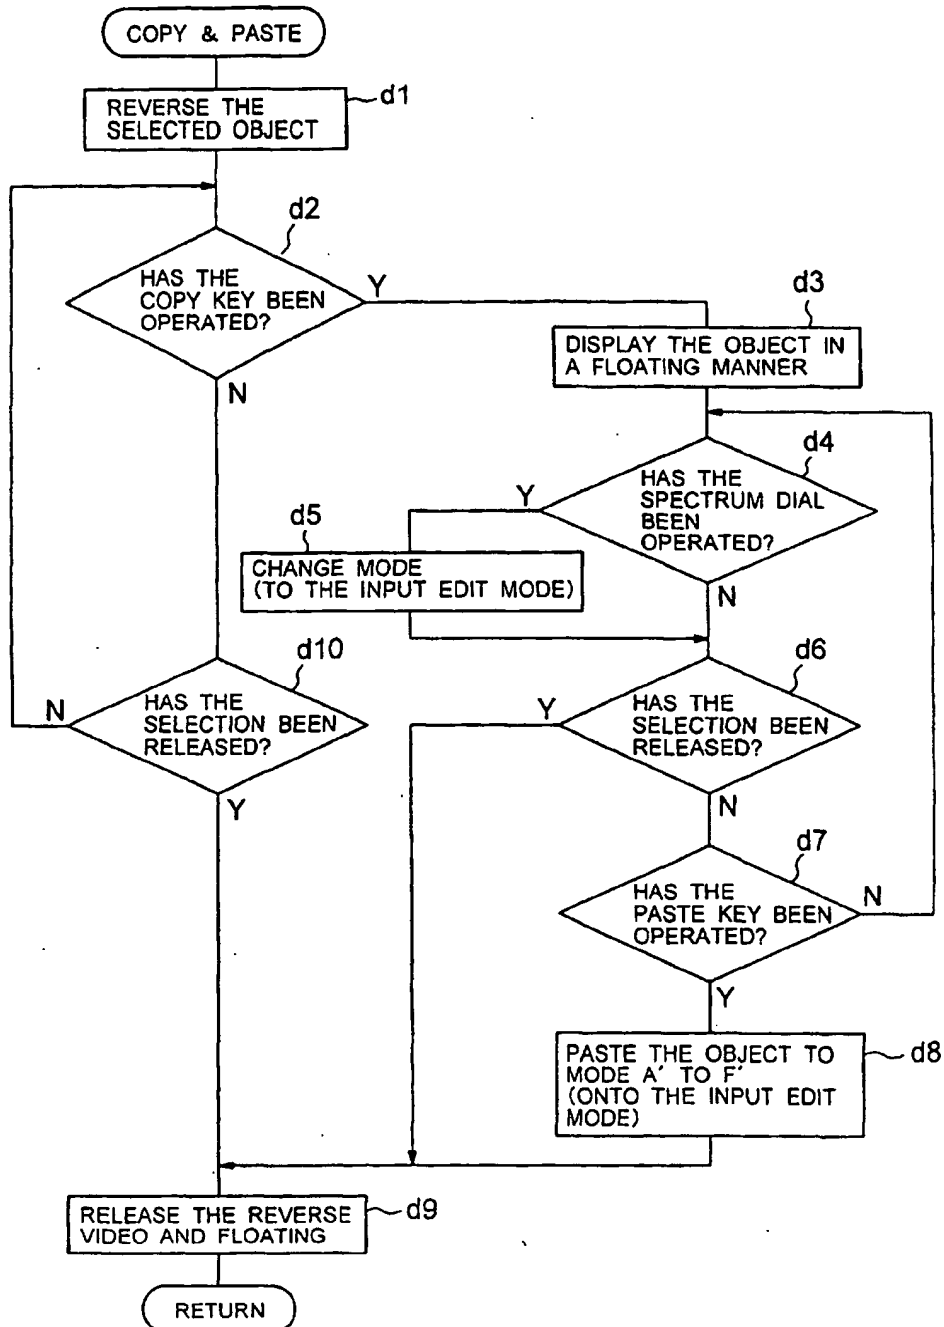 COPY & PASTE
REVERSE THE
SELECTED OBJECT
d1
d2
HAS THE
COPY KEY BEEN
OPERATED?
Y
N
d3
DISPLAY THE OBJECT IN
A FLOATING MANNER
d4
HAS THE
SPECTRUM DIAL
BEEN
OPERATED?
Y
N
d5
CHANGE MODE
(TO THE INPUT EDIT MODE)
d10
HAS THE
SELECTION BEEN
RELEASED?
N
Y
d6
HAS THE
SELECTION BEEN
RELEASED?
Y
N
d7
HAS THE
PASTE KEY BEEN
OPERATED?
N
Y
d8
PASTE THE OBJECT TO
MODE A′ TO F′
(ONTO THE INPUT EDIT
MODE)
RELEASE THE REVERSE
VIDEO AND FLOATING
d9
RETURN